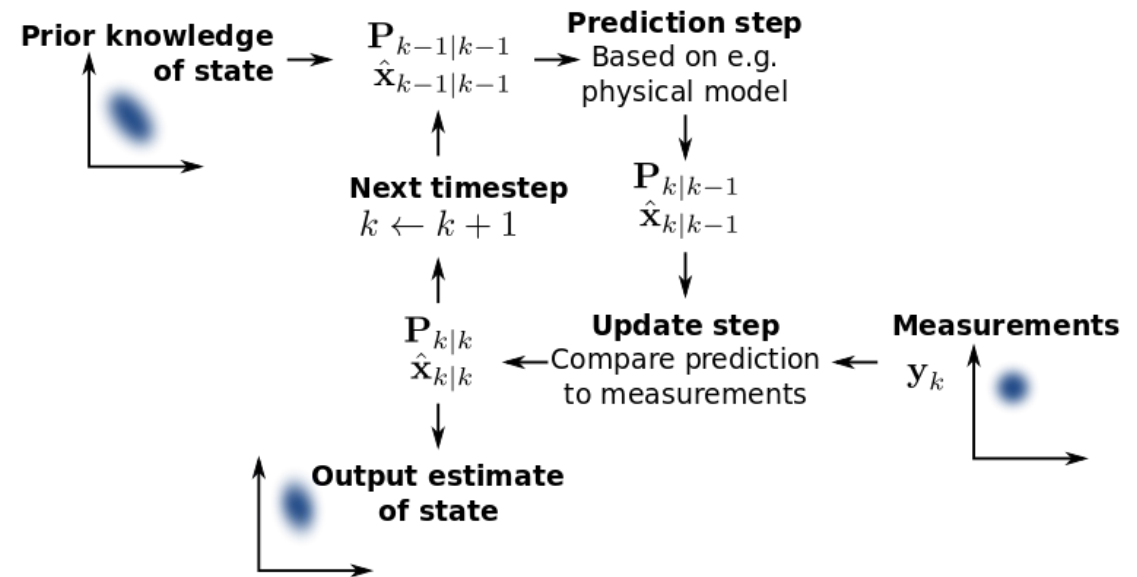 Prior knowledge
of state
P_{k−1|k−1}
x̂_{k−1|k−1}
Prediction step
Based on e.g.
physical model
P_{k|k−1}
x̂_{k|k−1}
Next timestep
k ← k + 1
P_{k|k}
x̂_{k|k}
Update step
Compare prediction
to measurements
Measurements
y_k
Output estimate
of state